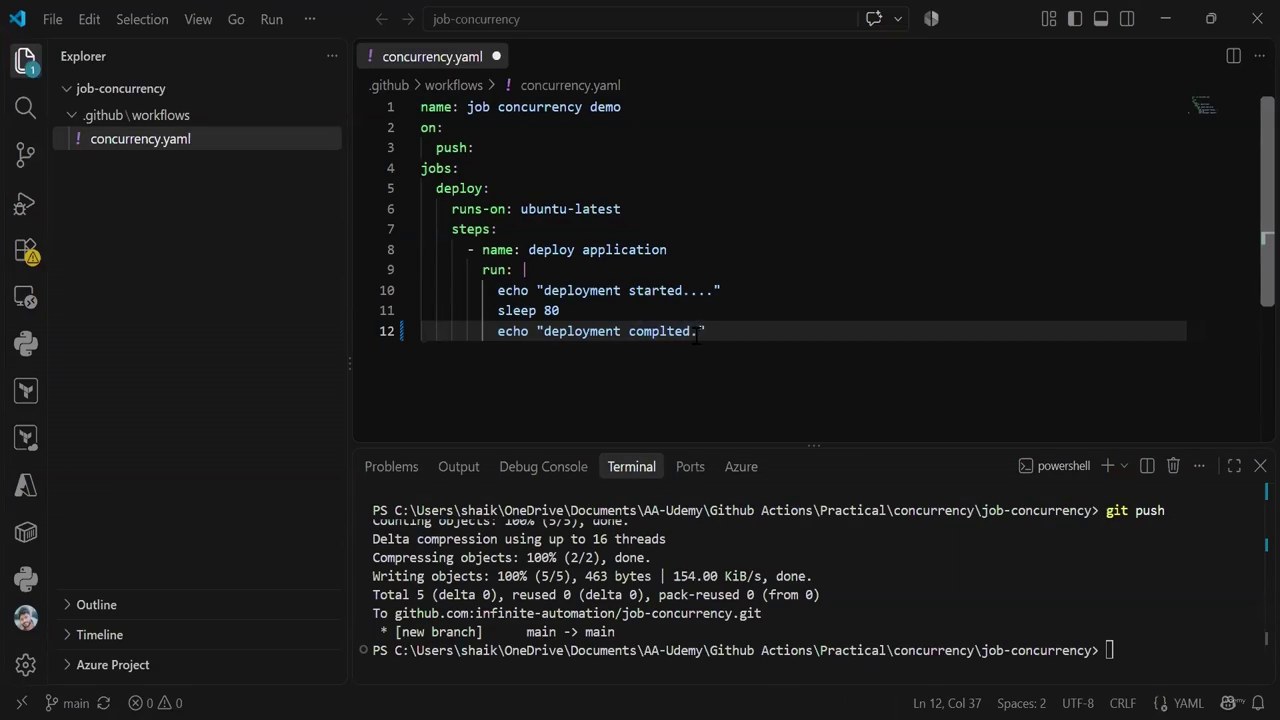 File Edit Selection View Go Run ···
job-concurrency
Explorer
job-concurrency
.github\workflows
! concurrency.yaml
1
Outline
Timeline
Azure Project
! concurrency.yaml
.github > workflows > ! concurrency.yaml
1 name: job concurrency demo
2 on:
3 push:
4 jobs:
5 deploy:
6 runs-on: ubuntu-latest
7 steps:
8 - name: deploy application
9 run: |
10 echo "deployment started...."
11 sleep 80
12 echo "deployment complted."
Problems Output Debug Console Terminal Ports Azure
powershell
PS C:\Users\shaik\OneDrive\Documents\AA-Udemy\Github Actions\Practical\concurrency\job-concurrency> git push
Counting objects: 100% (5/5), done.
Delta compression using up to 16 threads
Compressing objects: 100% (2/2), done.
Writing objects: 100% (5/5), 463 bytes | 154.00 KiB/s, done.
Total 5 (delta 0), reused 0 (delta 0), pack-reused 0 (from 0)
To github.com:infinite-automation/job-concurrency.git
* [new branch] main -> main
PS C:\Users\shaik\OneDrive\Documents\AA-Udemy\Github Actions\Practical\concurrency\job-concurrency>
main 0 0 Ln 12, Col 37 Spaces: 2 UTF-8 CRLF {} YAML